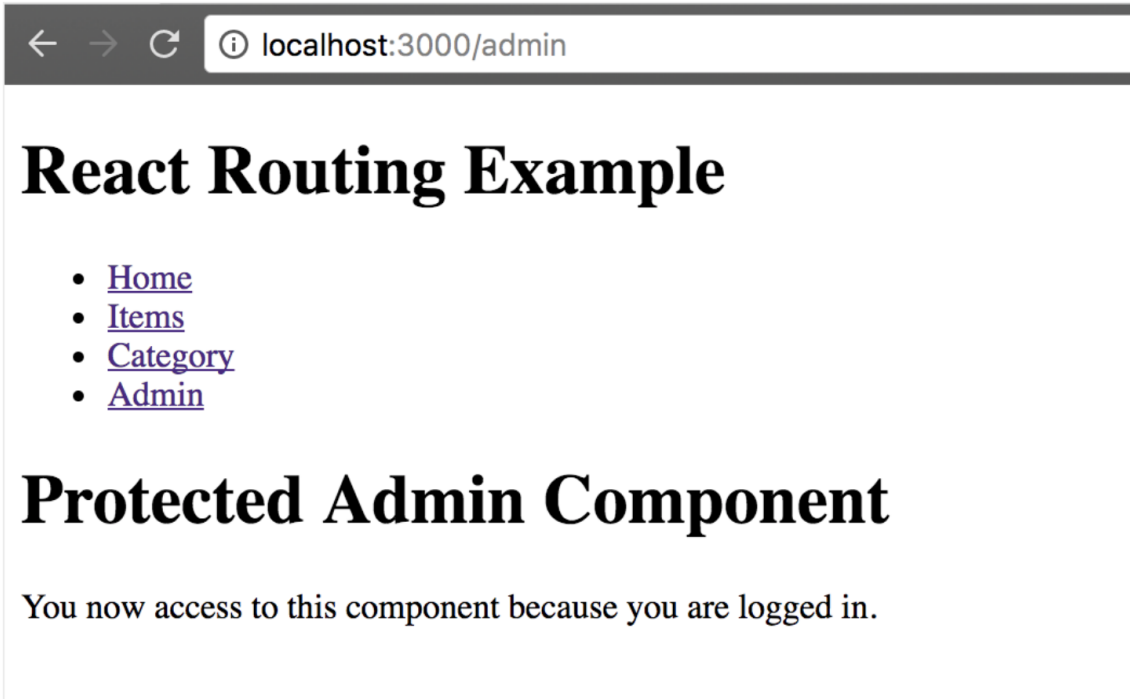 localhost:3000/admin
React Routing Example
Home
Items
Category
Admin
Protected Admin Component
You now access to this component because you are logged in.